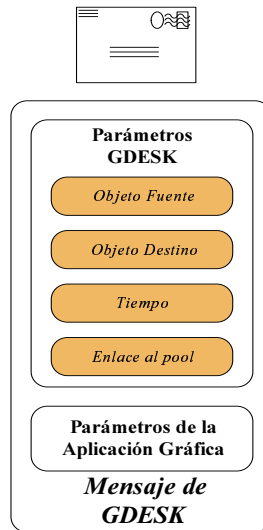 Parámetros
GDESK
Objeto Fuente
Objeto Destino
Tiempo
Enlace al pool
Parámetros de la
Aplicación Gráfica
Mensaje de
GDESK